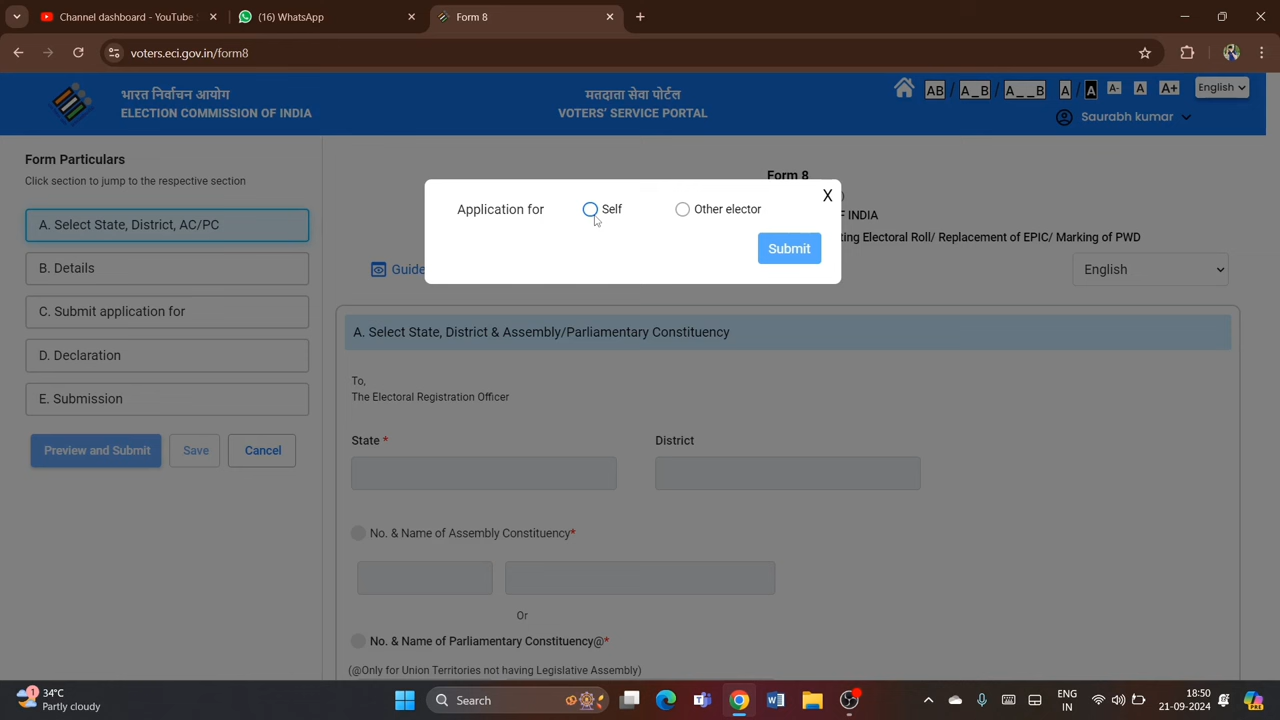 Channel dashboard - YouTube
(16) WhatsApp
Form 8
voters.eci.gov.in/form8
भारत निर्वाचन आयोग
ELECTION COMMISSION OF INDIA
मतदाता सेवा पोर्टल
VOTERS' SERVICE PORTAL
AB / A_B / A__B A / A A- A A+ English
Saurabh kumar
Form Particulars
Click section to jump to the respective section
A. Select State, District, AC/PC
B. Details
C. Submit application for
D. Declaration
E. Submission
Preview and Submit Save Cancel
Form 8
INDIA
ting Electoral Roll/ Replacement of EPIC/ Marking of PWD
Application for Self Other elector X
Submit
Guide
English
A. Select State, District & Assembly/Parliamentary Constituency
To,
The Electoral Registration Officer
State * District
No. & Name of Assembly Constituency*
Or
No. & Name of Parliamentary Constituency@*
(@Only for Union Territories not having Legislative Assembly)
1
34°C
Partly cloudy
Search
ENG
IN
18:50
21-09-2024